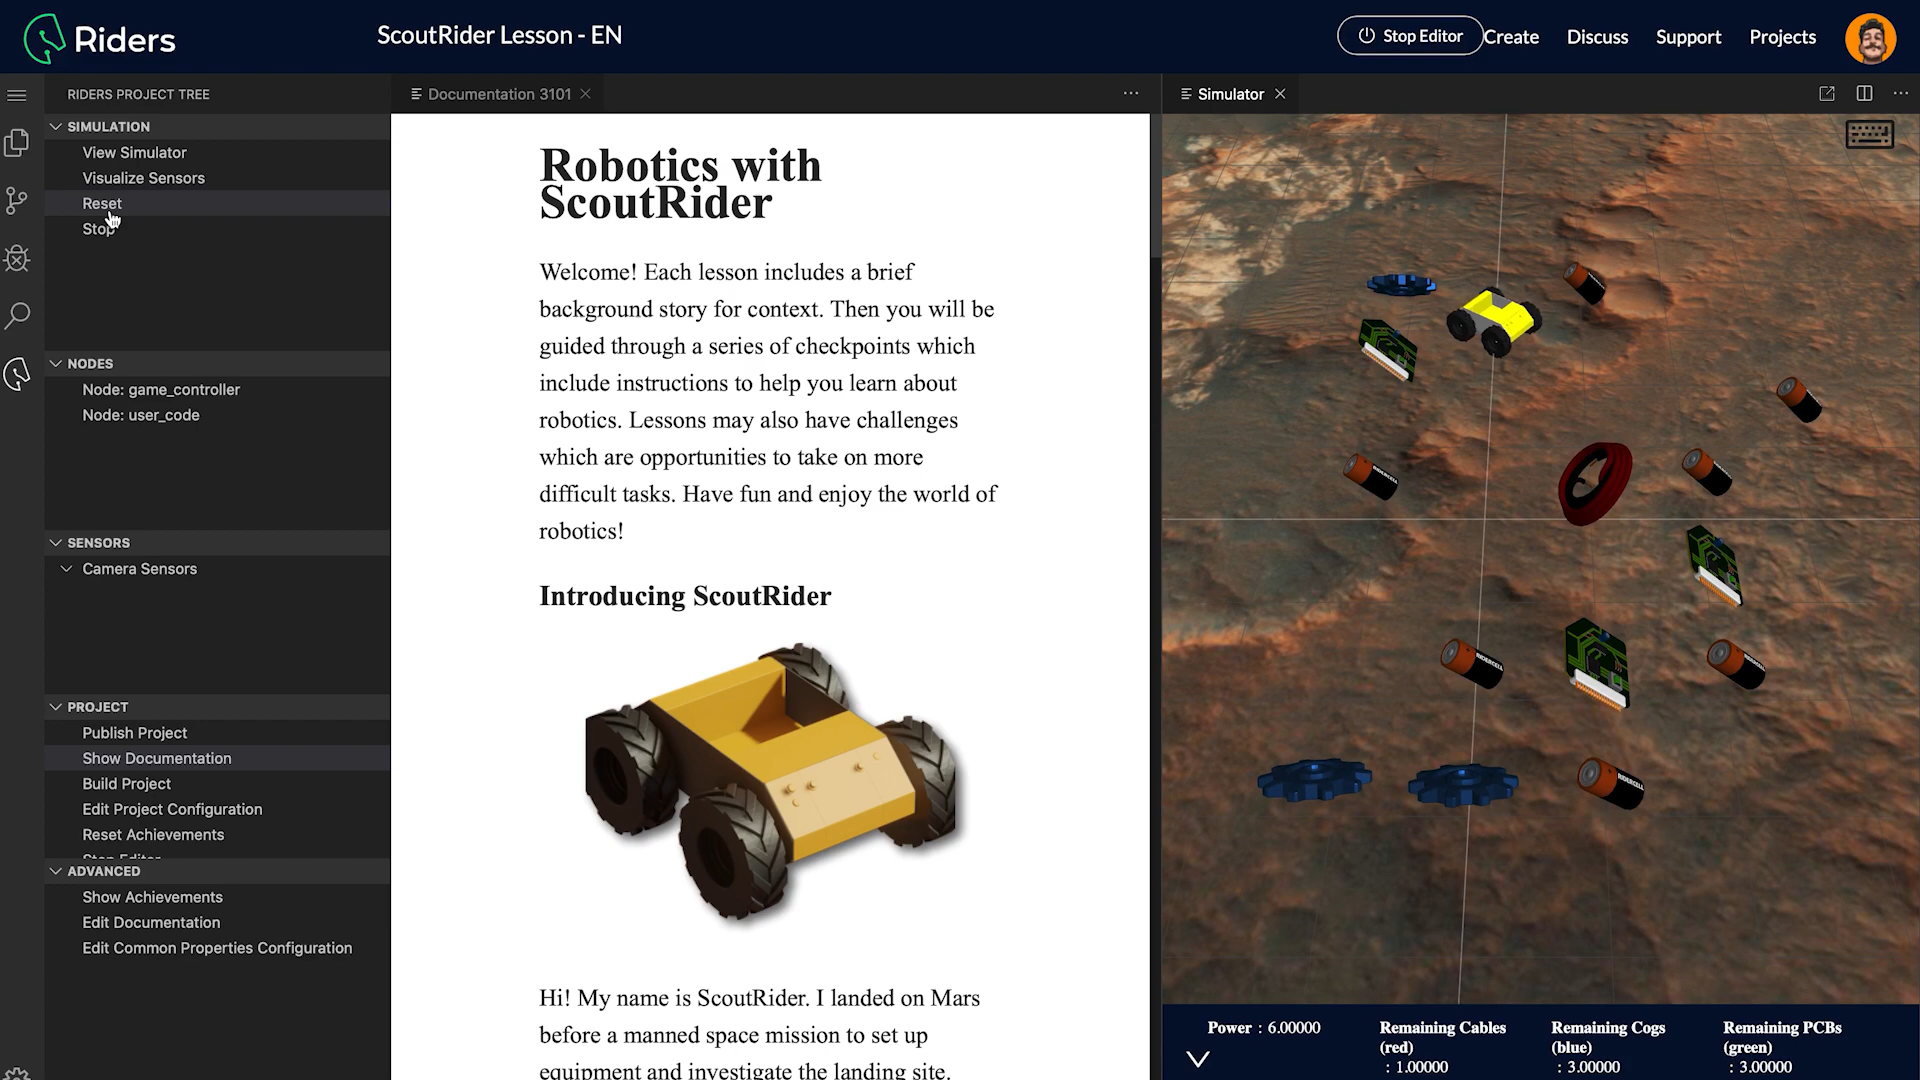 Riders
ScoutRider Lesson - EN
Stop Editor
Create
Discuss
Support
Projects
RIDERS PROJECT TREE
SIMULATION
View Simulator
Visualize Sensors
Reset
Stop
NODES
Node: game_controller
Node: user_code
SENSORS
Camera Sensors
PROJECT
Publish Project
Show Documentation
Build Project
Edit Project Configuration
Reset Achievements
Stop Editor
ADVANCED
Show Achievements
Edit Documentation
Edit Common Properties Configuration
Documentation 3101
Robotics with
ScoutRider
Welcome! Each lesson includes a brief
background story for context. Then you will be
guided through a series of checkpoints which
include instructions to help you learn about
robotics. Lessons may also have challenges
which are opportunities to take on more
difficult tasks. Have fun and enjoy the world of
robotics!
Introducing ScoutRider
Hi! My name is ScoutRider. I landed on Mars
before a manned space mission to set up
equipment and investigate the landing site.
Simulator
RIDERCELL
RIDERCELL
Power : 6.00000
Remaining Cables
(red)
: 1.00000
Remaining Cogs
(blue)
: 3.00000
Remaining PCBs
(green)
: 3.00000